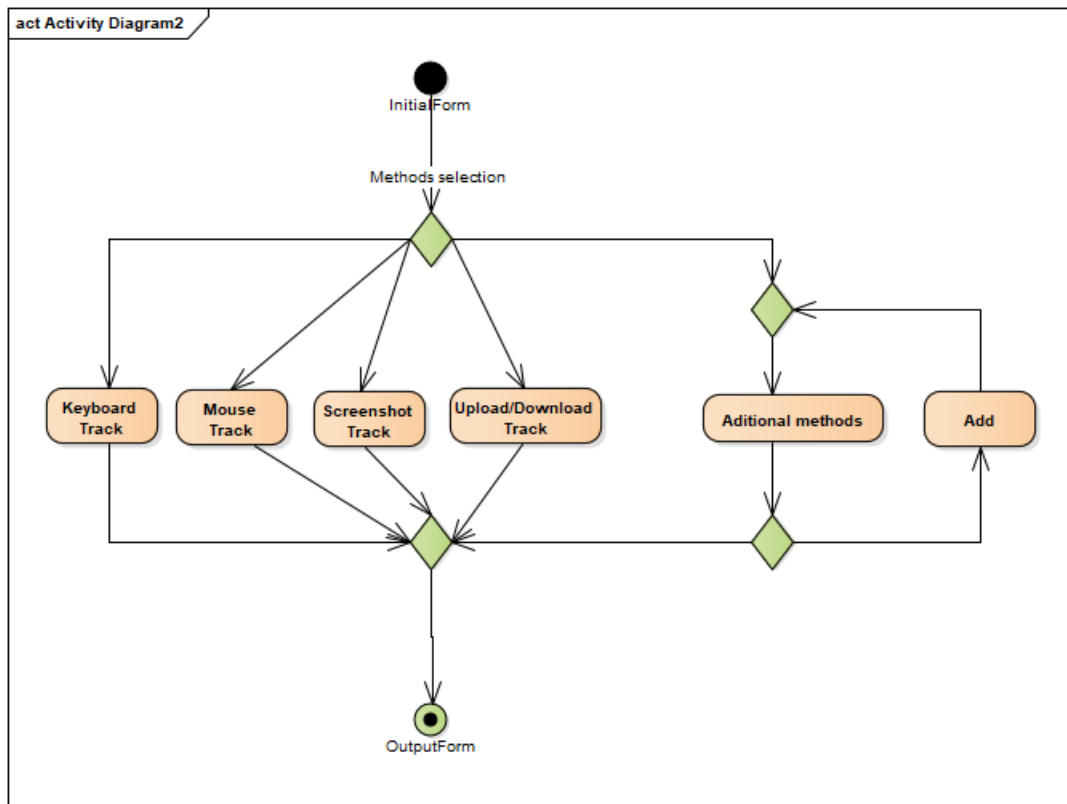 act Activity Diagram2
InitialForm
Methods selection
Keyboard
Track
Mouse
Track
Screenshot
Track
Upload/Download
Track
Aditional methods
Add
OutputForm